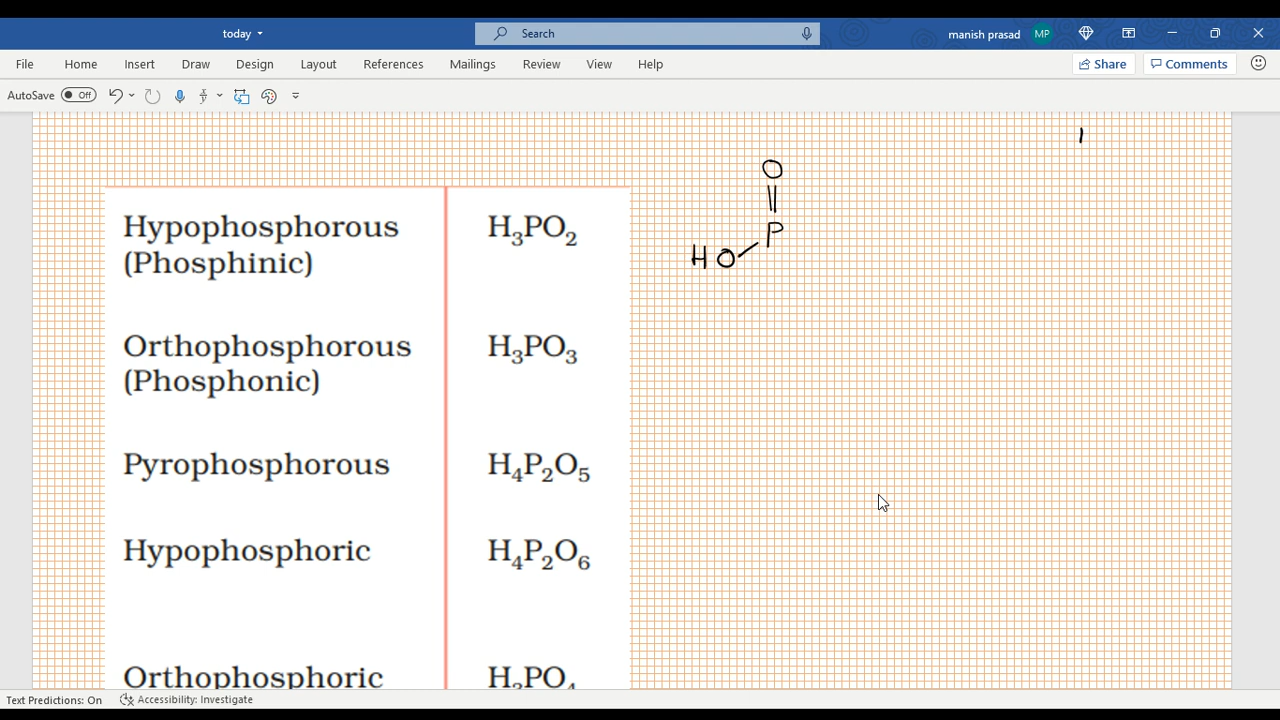 today
Search
manish prasad MP
File Home Insert Draw Design Layout References Mailings Review View Help
Share Comments
AutoSave Off
O
P
HO
Hypophosphorous H₃PO₂
(Phosphinic)
Orthophosphorous H₃PO₃
(Phosphonic)
Pyrophosphorous H₄P₂O₅
Hypophosphoric H₄P₂O₆
Orthophosphoric H₃PO₄
Text Predictions: On Accessibility: Investigate